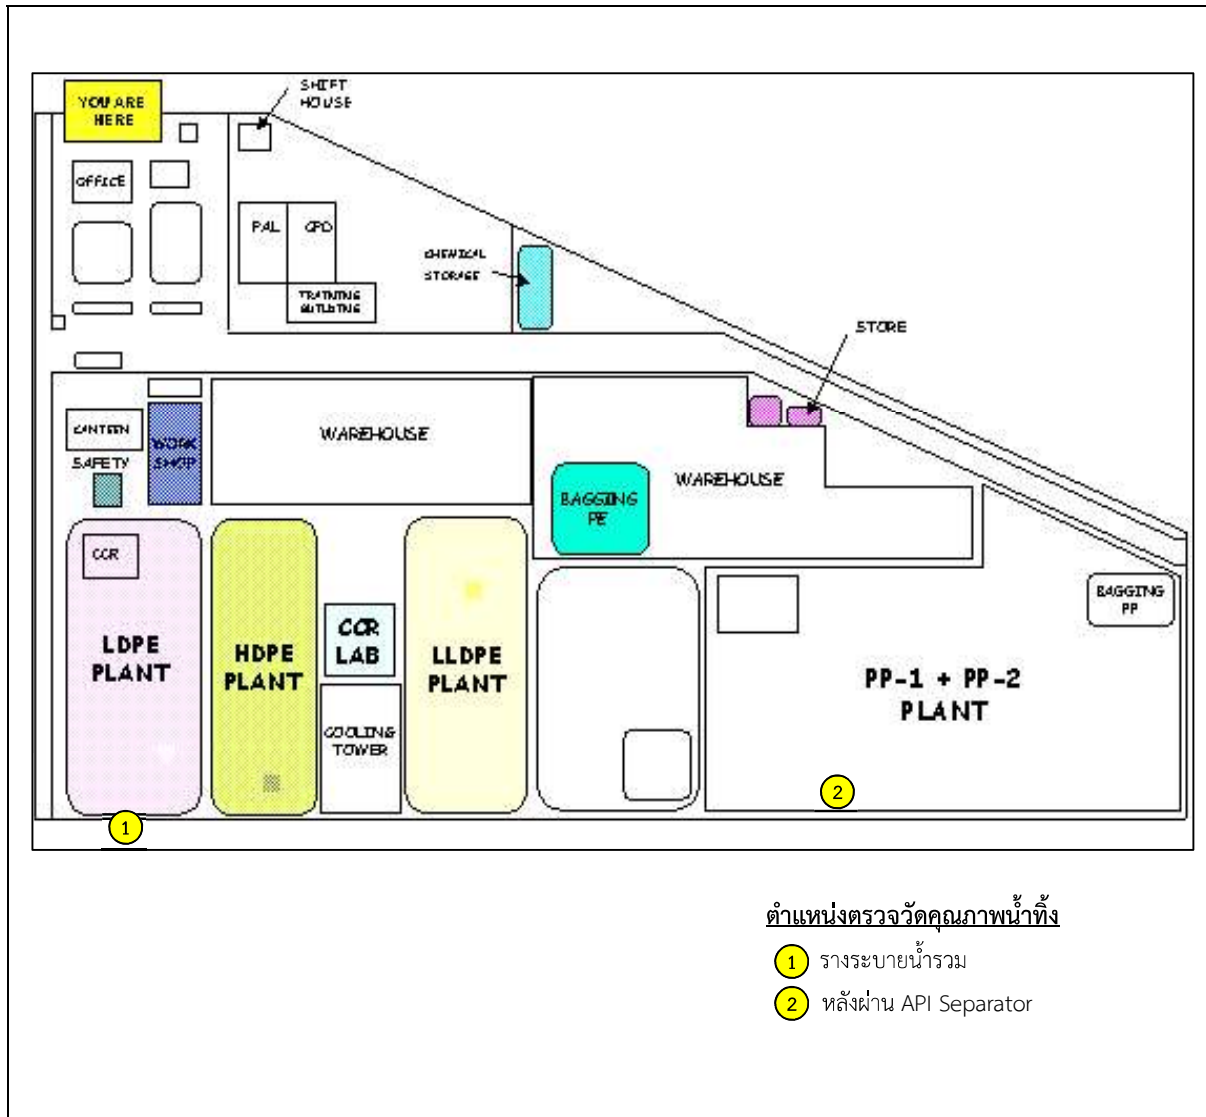 SHIFT
HOUSE
YOU ARE
HERE
OFFICE
PAL
CPD
CHEMICAL
STORAGE
TRAINING
BUILDING
STORE
CANTEEN
WORK
SHOP
SAFETY
WAREHOUSE
WAREHOUSE
BAGGING
PE
CCR
LDPE
PLANT
HDPE
PLANT
CCR
LAB
LLDPE
PLANT
COOLING
TOWER
BAGGING
PP
PP-1 + PP-2
PLANT
1
2
ตำแหน่งตรวจวัดคุณภาพน้ำทิ้ง
1 รางระบายน้ำรวม
2 หลังผ่าน API Separator